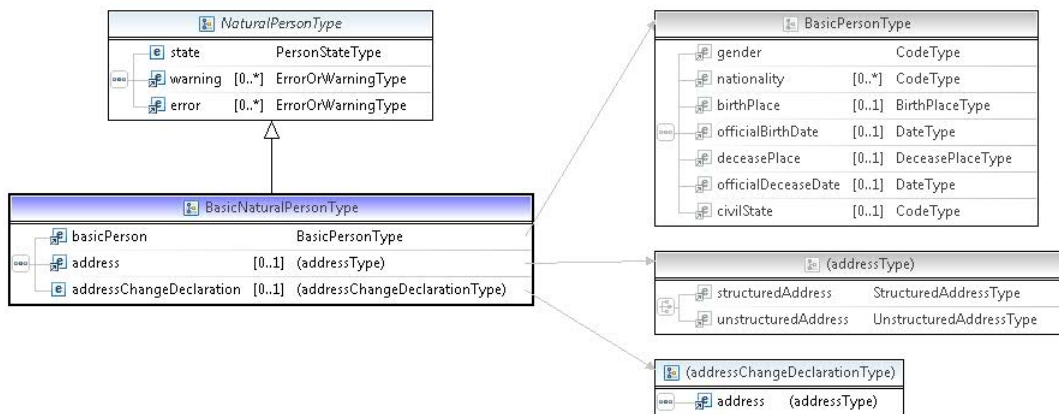 NaturalPersonType
state PersonStateType
warning [0..*] ErrorOrWarningType
error [0..*] ErrorOrWarningType
BasicNaturalPersonType
basicPerson BasicPersonType
address [0..1] (addressType)
addressChangeDeclaration [0..1] (addressChangeDeclarationType)
BasicPersonType
gender CodeType
nationality [0..*] CodeType
birthPlace [0..1] BirthPlaceType
officialBirthDate [0..1] DateType
deceasePlace [0..1] DeceasePlaceType
officialDeceaseDate [0..1] DateType
civilState [0..1] CodeType
(addressType)
structuredAddress StructuredAddressType
unstructuredAddress UnstructuredAddressType
(addressChangeDeclarationType)
address (addressType)